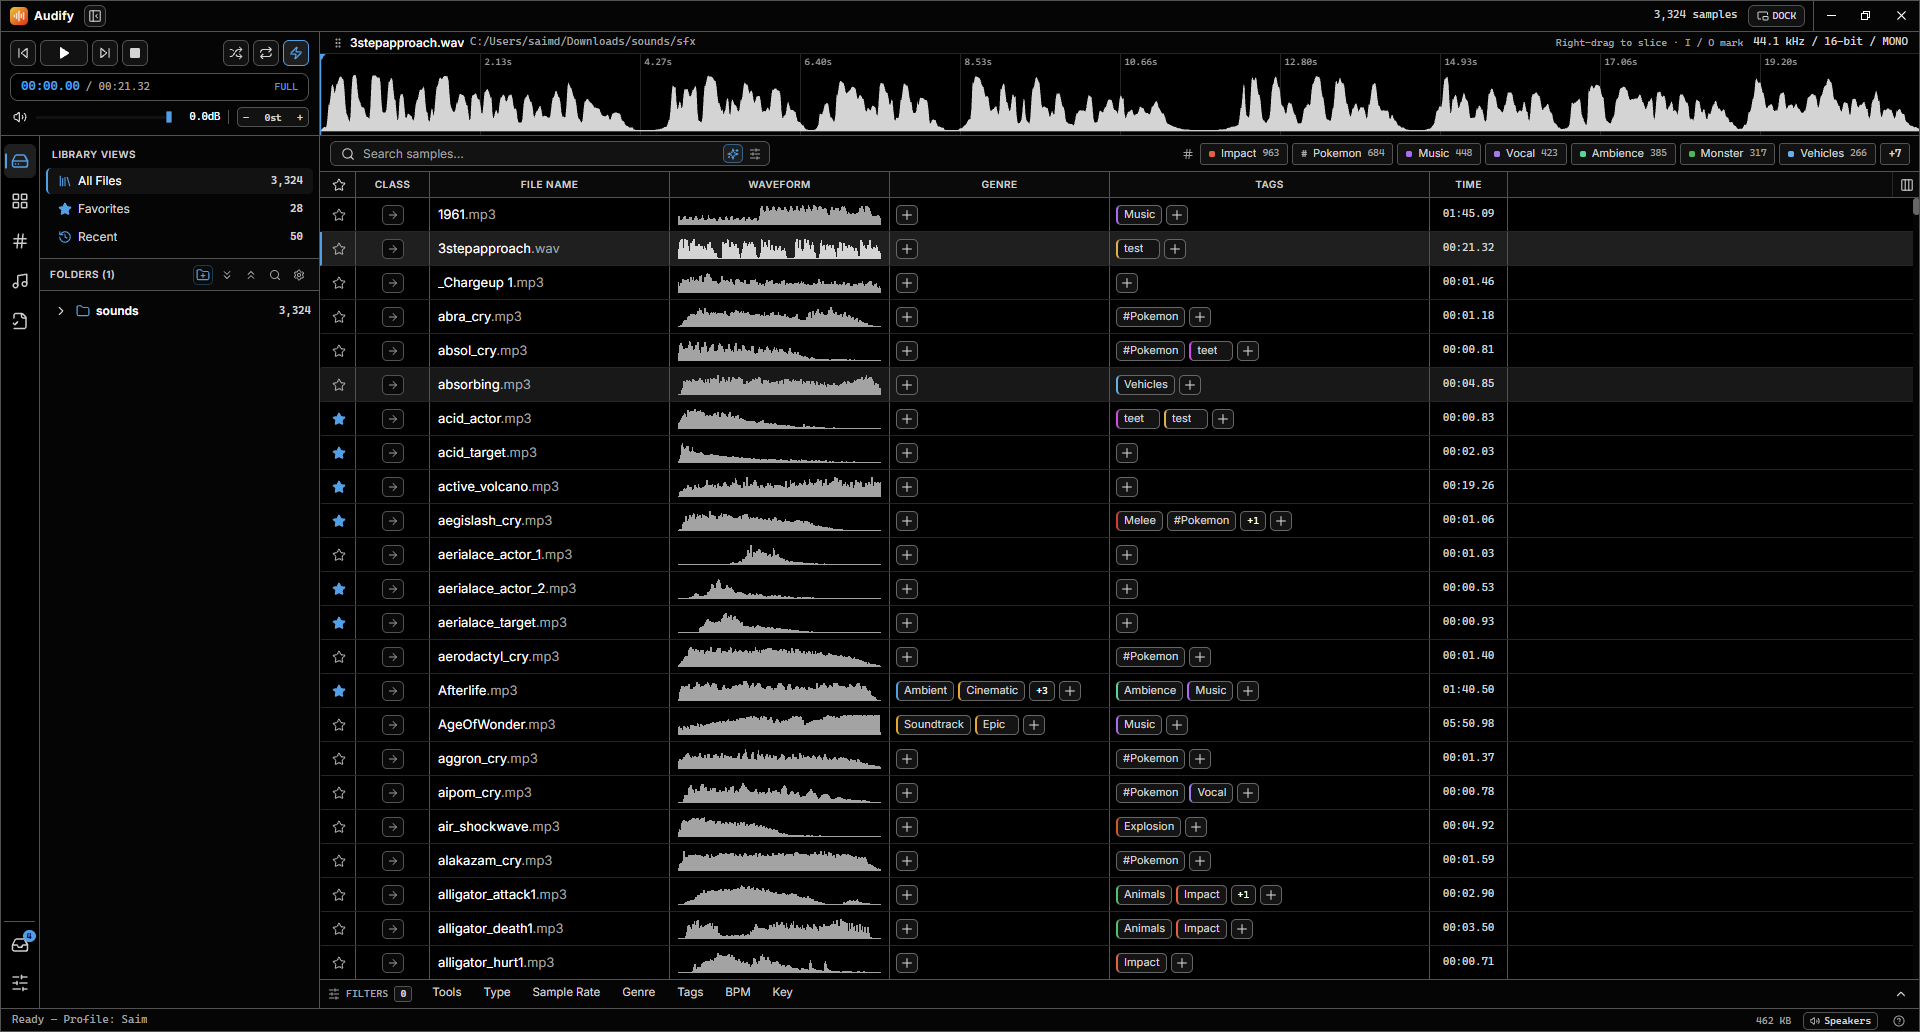 Audify
3,324 samples
DOCK
00:00.00 / 00:21.32 FULL
0.0dB
− 0st +
3stepapproach.wav C:/Users/saimd/Downloads/sounds/sfx
Right-drag to slice · I / O mark 44.1 kHz / 16-bit / MONO
2.13s 4.27s 6.40s 8.53s 10.66s 12.80s 14.93s 17.06s 19.20s
LIBRARY VIEWS
All Files 3,324
Favorites 28
Recent 50
FOLDERS (1)
sounds 3,324
Search samples...
# Impact 963 # Pokemon 684 Music 448 Vocal 423 Ambience 385 Monster 317 Vehicles 266 +7
CLASS FILE NAME WAVEFORM GENRE TAGS TIME
1961.mp3 + Music + 01:45.09
3stepapproach.wav + test + 00:21.32
_Chargeup 1.mp3 + + 00:01.46
abra_cry.mp3 + #Pokemon + 00:01.18
absol_cry.mp3 + #Pokemon teet + 00:00.81
absorbing.mp3 + Vehicles + 00:04.85
acid_actor.mp3 + teet test + 00:00.83
acid_target.mp3 + + 00:02.03
active_volcano.mp3 + + 00:19.26
aegislash_cry.mp3 + Melee #Pokemon +1 + 00:01.06
aerialace_actor_1.mp3 + + 00:01.03
aerialace_actor_2.mp3 + + 00:00.53
aerialace_target.mp3 + + 00:00.93
aerodactyl_cry.mp3 + #Pokemon + 00:01.40
Afterlife.mp3 Ambient Cinematic +3 + Ambience Music + 01:40.50
AgeOfWonder.mp3 Soundtrack Epic + Music + 05:50.98
aggron_cry.mp3 + #Pokemon + 00:01.37
aipom_cry.mp3 + #Pokemon Vocal + 00:00.78
air_shockwave.mp3 + Explosion + 00:04.92
alakazam_cry.mp3 + #Pokemon + 00:01.59
alligator_attack1.mp3 + Animals Impact +1 + 00:02.90
alligator_death1.mp3 + Animals Impact + 00:03.50
alligator_hurt1.mp3 + Impact + 00:00.71
FILTERS 0 Tools Type Sample Rate Genre Tags BPM Key
Ready — Profile: Saim
462 KB Speakers